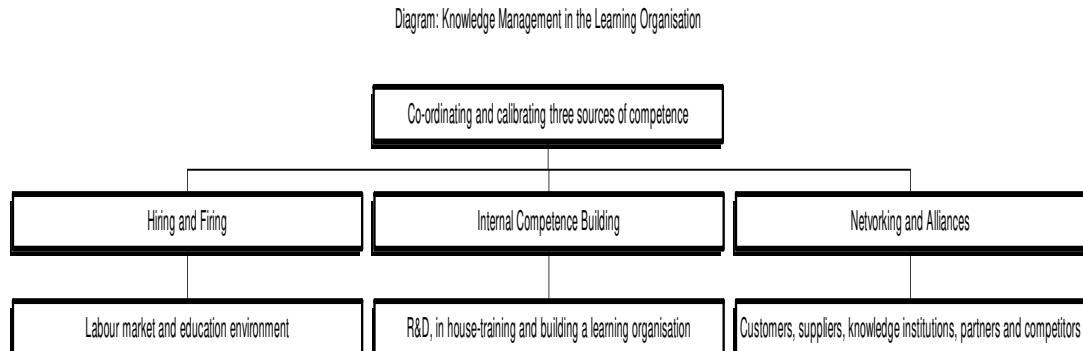 Diagram: Knowledge Management in the Learning Organisation
Co-ordinating and calibrating three sources of competence
Hiring and Firing
Internal Competence Building
Networking and Alliances
Labour market and education environment
R&D, in house-training and building a learning organisation
Customers, suppliers, knowledge institutions, partners and competitors